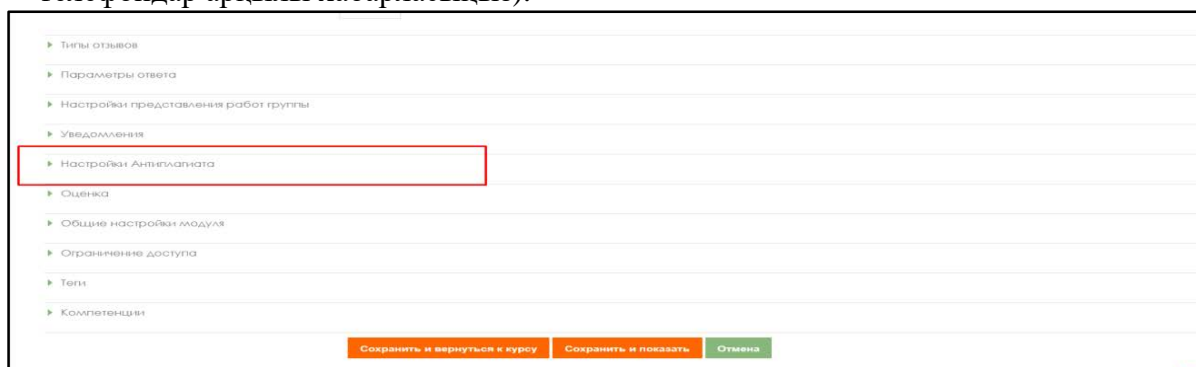 Типы отзывов
Параметры ответа
Настройки представления работ группы
Уведомления
Настройки Антиплагиата
Оценка
Общие настройки модуля
Ограничение доступа
Теги
Компетенции
Сохранить и вернуться к курсу Сохранить и показать Отмена